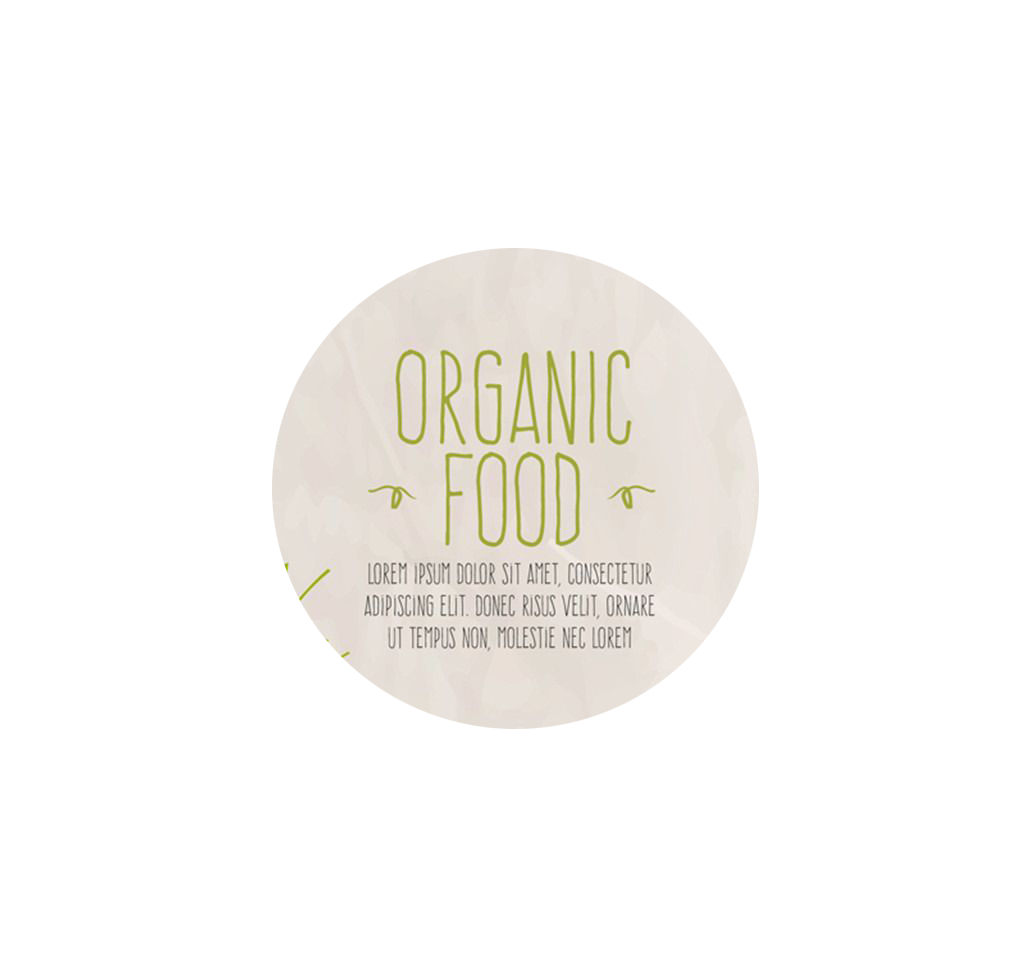 ORGANIC
FOOD
LOREM IPSUM DOLOR SIT AMET, CONSECTETUR
ADIPISCING ELIT. DONEC RISUS VELIT, ORNARE
UT TEMPUS NON, MOLESTIE NEC LOREM